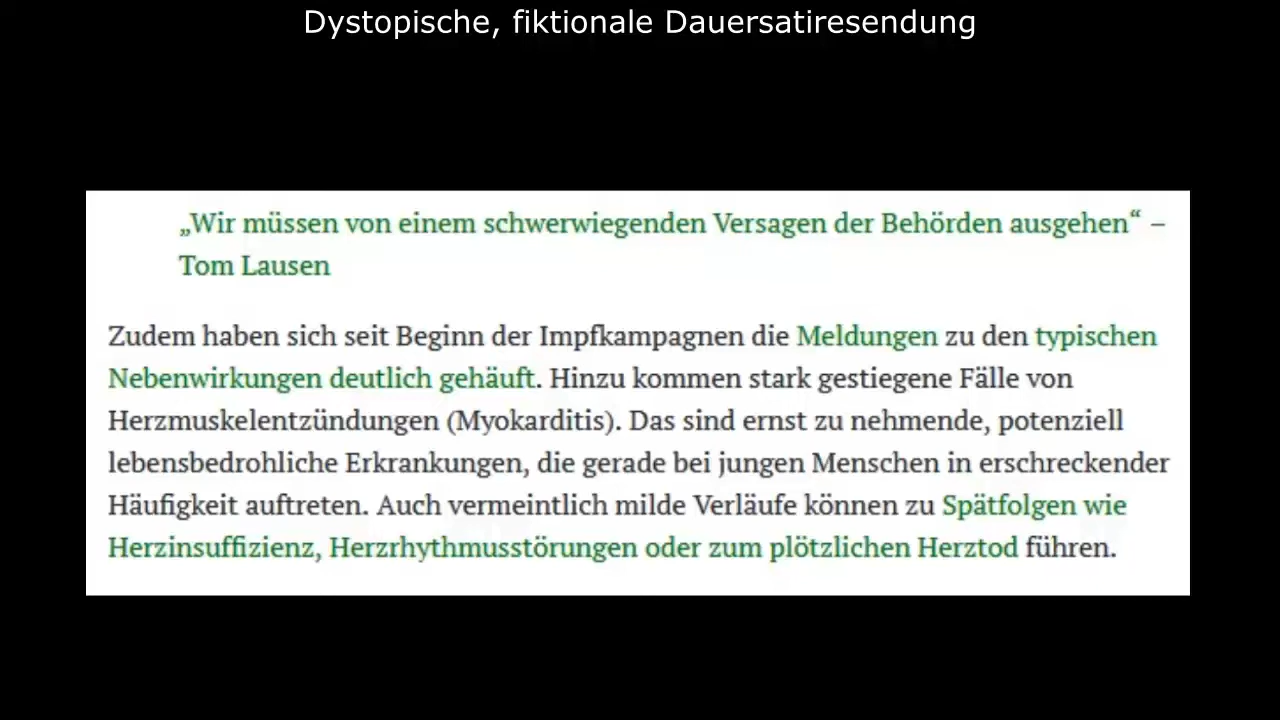 Dystopische, fiktionale Dauersatiresendung
„Wir müssen von einem schwerwiegenden Versagen der Behörden ausgehen“ –
Tom Lausen
Zudem haben sich seit Beginn der Impfkampagnen die Meldungen zu den typischen
Nebenwirkungen deutlich gehäuft. Hinzu kommen stark gestiegene Fälle von
Herzmuskelentzündungen (Myokarditis). Das sind ernst zu nehmende, potenziell
lebensbedrohliche Erkrankungen, die gerade bei jungen Menschen in erschreckender
Häufigkeit auftreten. Auch vermeintlich milde Verläufe können zu Spätfolgen wie
Herzinsuffizienz, Herzrhythmusstörungen oder zum plötzlichen Herztod führen.